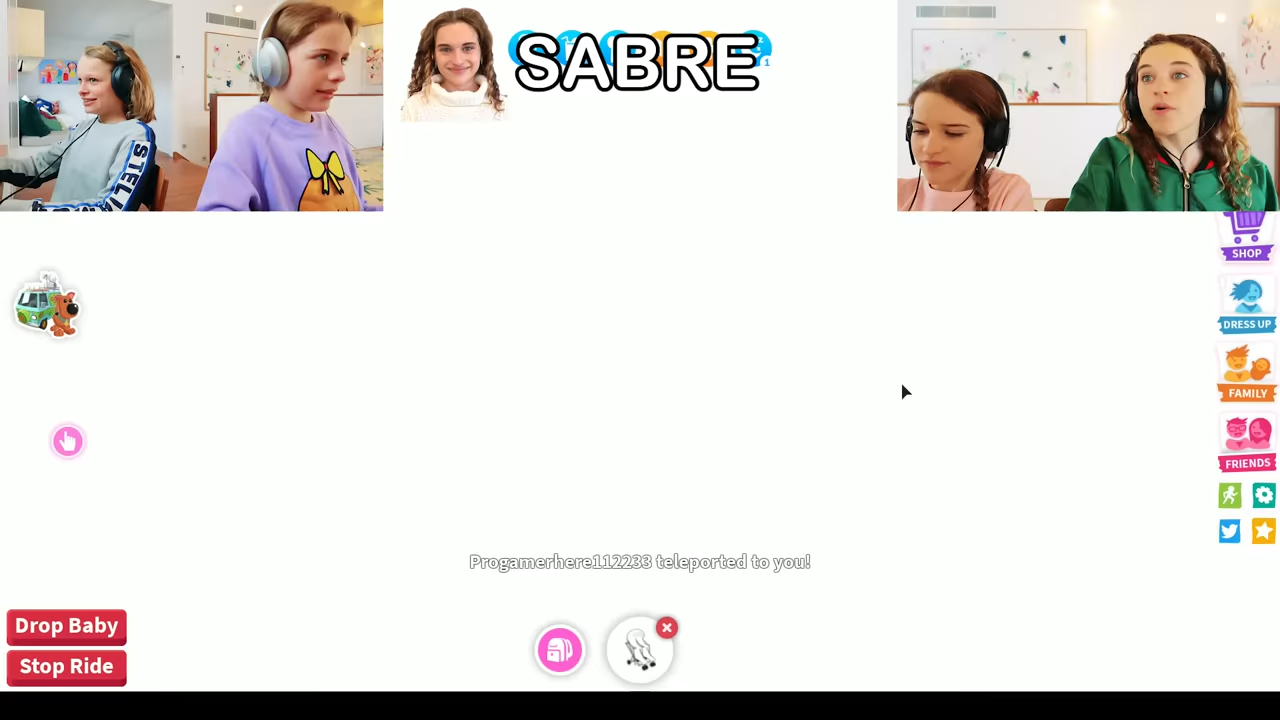 SABRE
STELL
SHOP
DRESS UP
FAMILY
FRIENDS
Progamerhere112233 teleported to you!
Drop Baby
Stop Ride